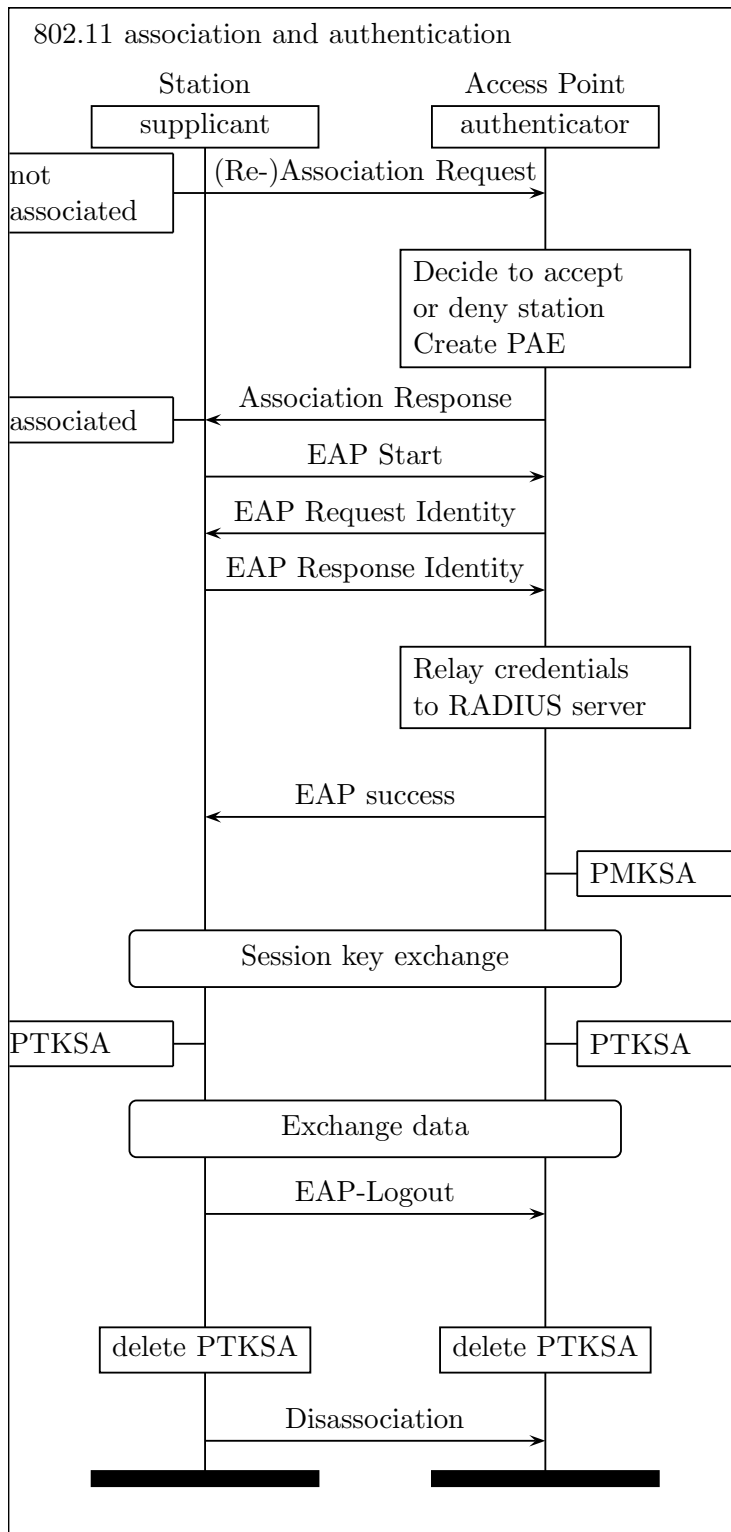 802.11 association and authentication
Station
Access Point
supplicant
authenticator
not
associated
(Re-)Association Request
Decide to accept
or deny station
Create PAE
associated
Association Response
EAP Start
EAP Request Identity
EAP Response Identity
Relay credentials
to RADIUS server
EAP success
PMKSA
Session key exchange
PTKSA
PTKSA
Exchange data
EAP-Logout
delete PTKSA
delete PTKSA
Disassociation